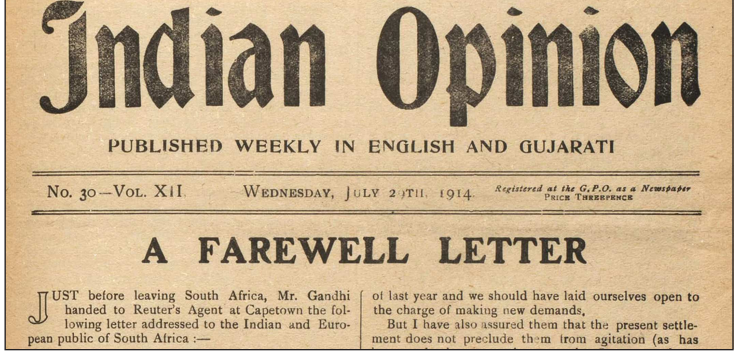 Indian Opinion
PUBLISHED WEEKLY IN ENGLISH AND GUJARATI
No. 30—VOL. XII.
WEDNESDAY, JULY 29TH, 1914.
Registered at the G.P.O. as a Newspaper
PRICE THREEPENCE
A FAREWELL LETTER
JUST before leaving South Africa, Mr. Gandhi
handed to Reuter's Agent at Capetown the fol-
lowing letter addressed to the Indian and Euro-
pean public of South Africa :—
of last year and we should have laid ourselves open to
the charge of making new demands.
But I have also assured them that the present settle-
ment does not preclude them from agitation (as has